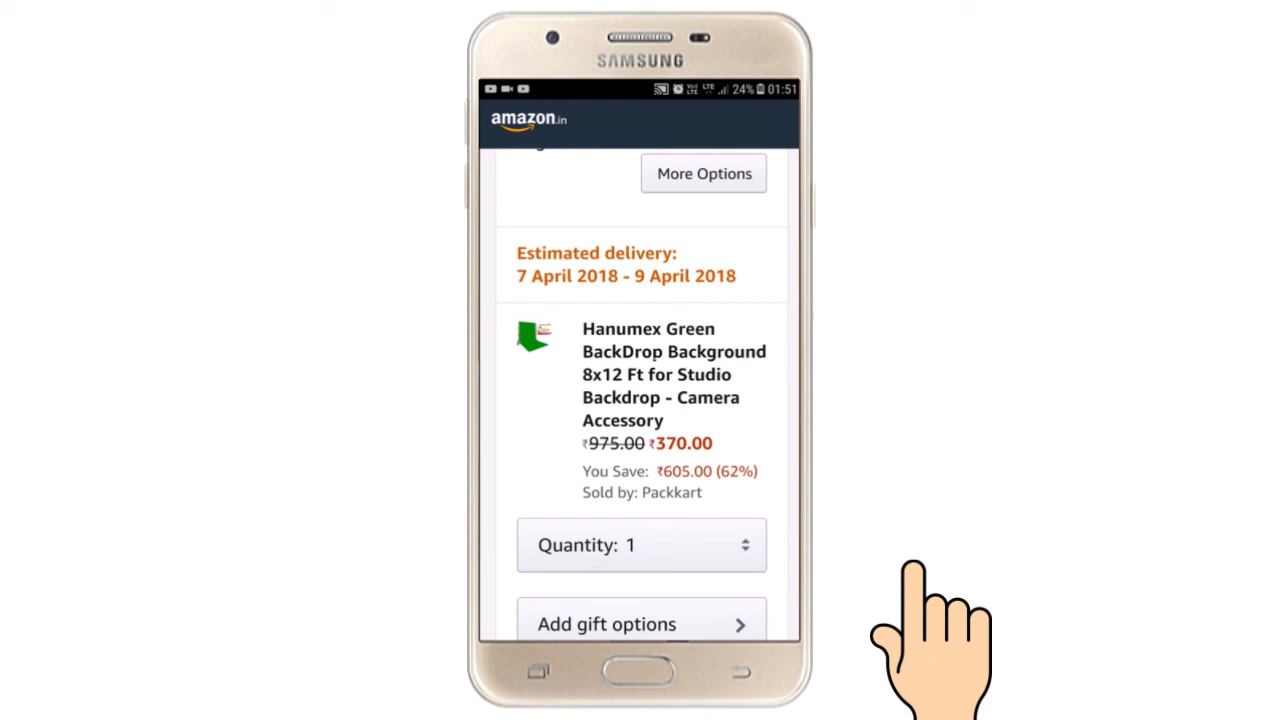 SAMSUNG
24% 01:51
amazon.in
More Options
Estimated delivery:
7 April 2018 - 9 April 2018
Hanumex Green
BackDrop Background
8x12 Ft for Studio
Backdrop - Camera
Accessory
₹975.00 ₹370.00
You Save: ₹605.00 (62%)
Sold by: Packkart
Quantity: 1
Add gift options